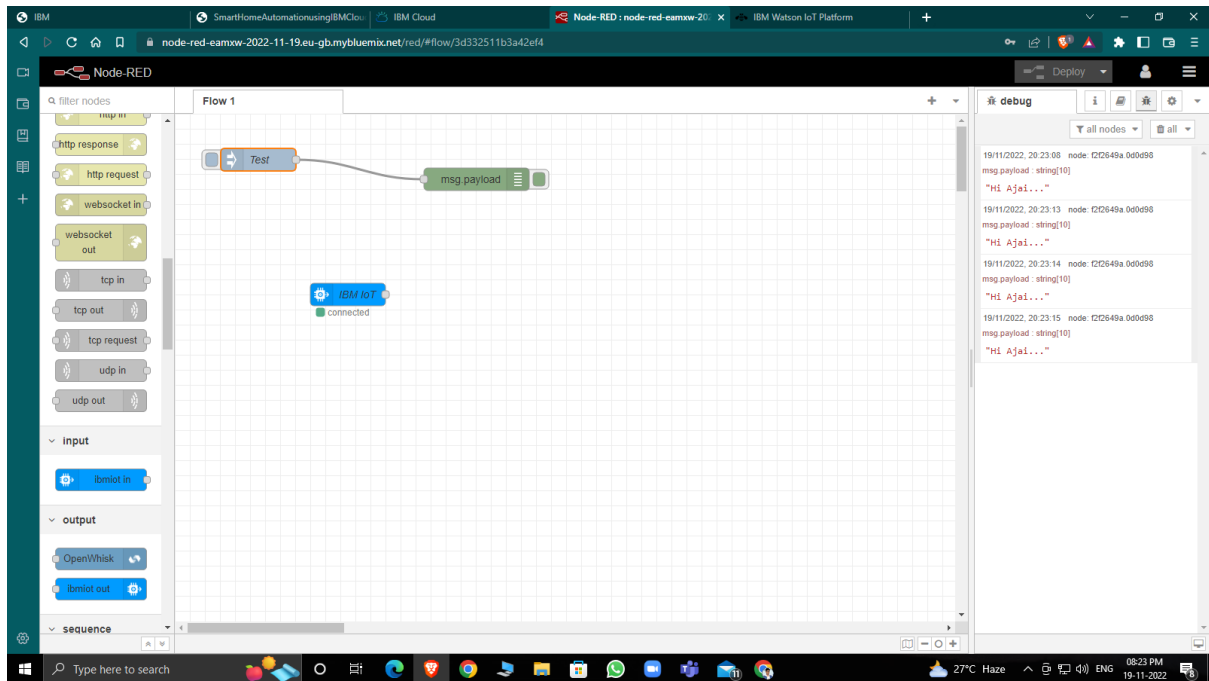 IBM
SmartHomeAutomationusingIBMClou
IBM Cloud
Node-RED : node-red-eamxw-20
IBM Watson IoT Platform
node-red-eamxw-2022-11-19.eu-gb.mybluemix.net/red/#flow/3d332511b3a42ef4
Node-RED
Deploy
filter nodes
Flow 1
debug
all nodes
all
http in
http response
http request
websocket in
websocket
out
tcp in
tcp out
tcp request
udp in
udp out
input
ibmiot in
output
OpenWhisk
ibmiot out
sequence
Test
msg.payload
IBM IoT
connected
19/11/2022, 20:23:08 node: f2f2649a.0d0d98
msg.payload : string[10]
"Hi Ajai..."
19/11/2022, 20:23:13 node: f2f2649a.0d0d98
msg.payload : string[10]
"Hi Ajai..."
19/11/2022, 20:23:14 node: f2f2649a.0d0d98
msg.payload : string[10]
"Hi Ajai..."
19/11/2022, 20:23:15 node: f2f2649a.0d0d98
msg.payload : string[10]
"Hi Ajai..."
Type here to search
27°C Haze
ENG
08:23 PM
19-11-2022